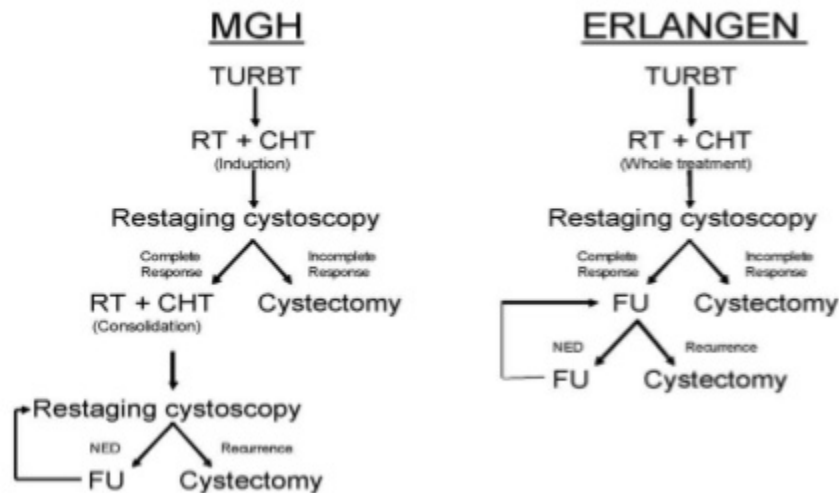 MGH
TURBT
RT + CHT
(Induction)
Restaging cystoscopy
Complete
Response
Incomplete
Response
RT + CHT
(Consolidation)
Cystectomy
Restaging cystoscopy
NED
Recurrence
FU
Cystectomy
ERLANGEN
TURBT
RT + CHT
(Whole treatment)
Restaging cystoscopy
Complete
Response
Incomplete
Response
FU
Cystectomy
NED
Recurrence
FU
Cystectomy